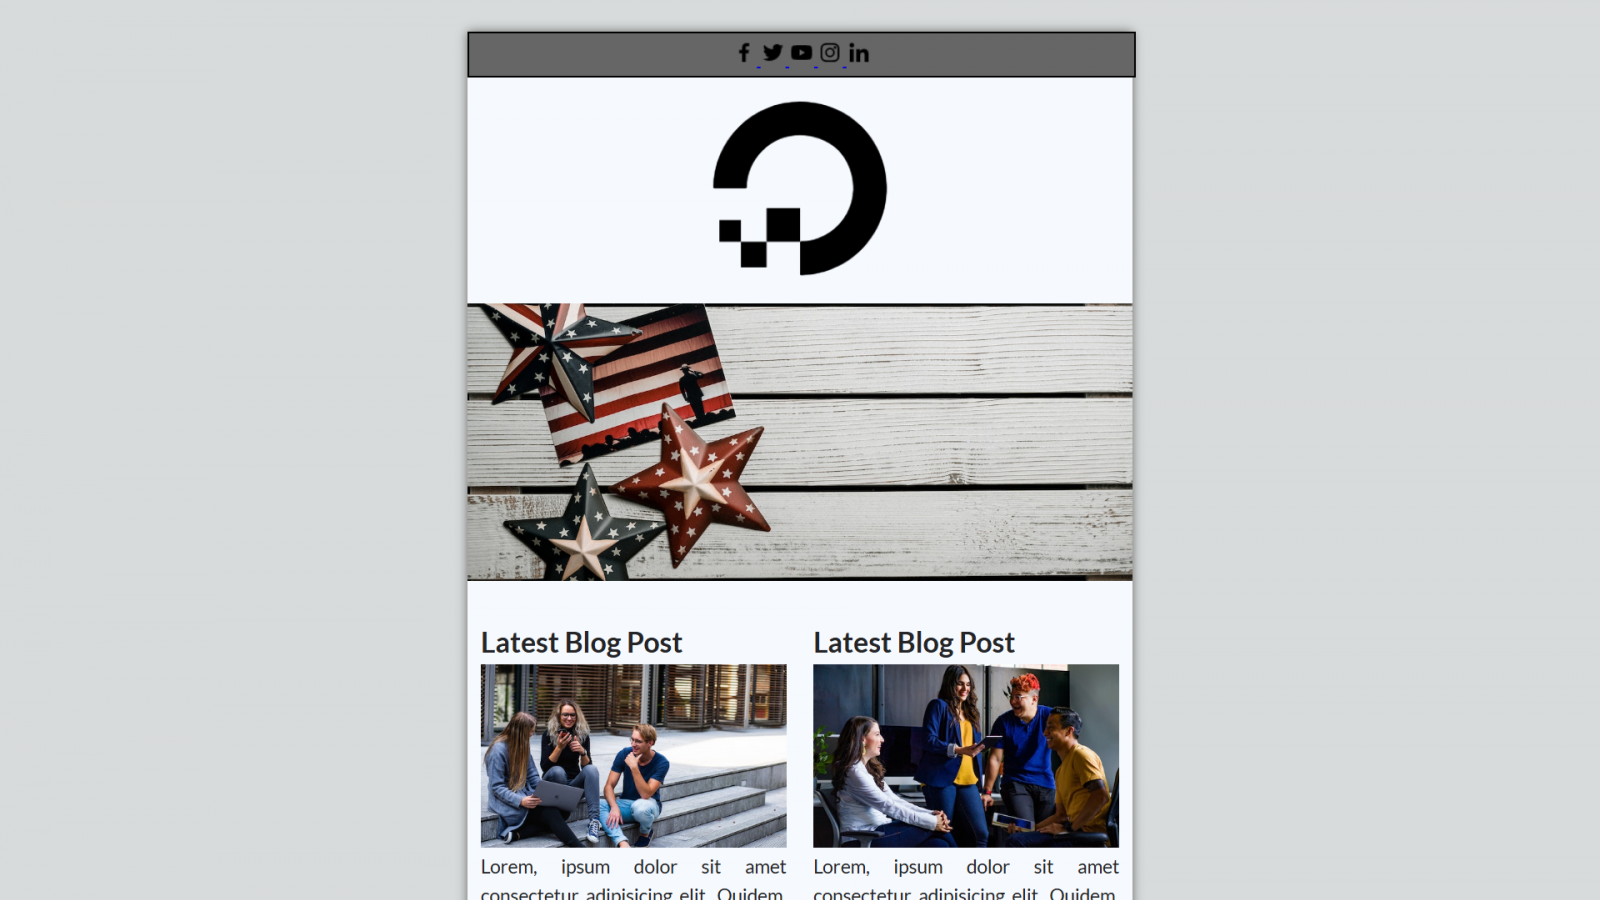 Latest Blog Post
Lorem, ipsum dolor sit amet
consectetur adipisicing elit. Quidem,
Latest Blog Post
Lorem, ipsum dolor sit amet
consectetur adipisicing elit. Quidem,